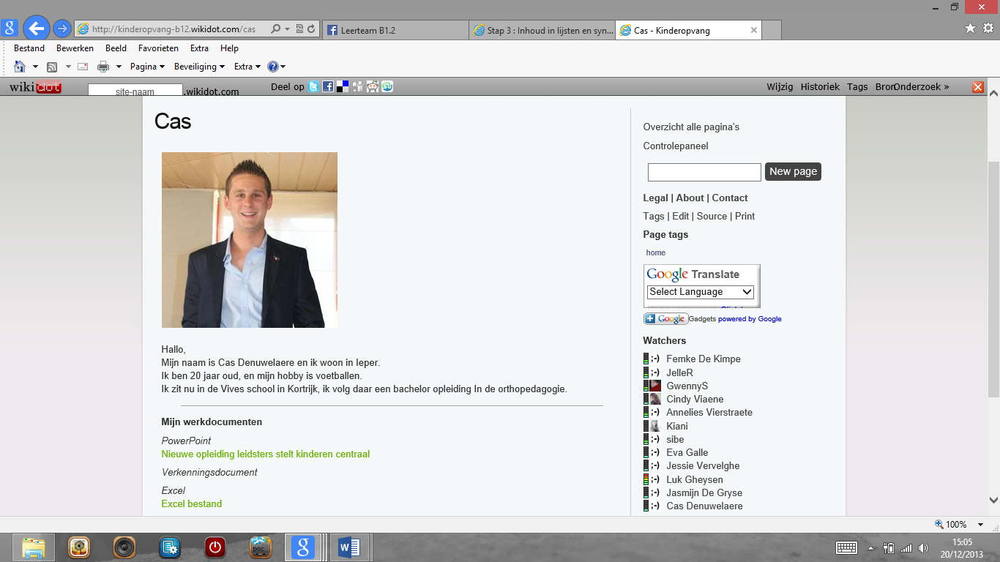 http://kinderopvang-b12.wikidot.com/cas
Leerteam B1.2
Stap 3 : Inhoud in lijsten en syn...
Cas - Kinderopvang
Bestand Bewerken Beeld Favorieten Extra Help
Pagina Beveiliging Extra
wikidot
site-naam .wikidot.com
Deel op
Wijzig Historiek Tags Bron Onderzoek »
Cas
Hallo,
Mijn naam is Cas Denuwelaere en ik woon in Ieper.
Ik ben 20 jaar oud, en mijn hobby is voetballen.
Ik zit nu in de Vives school in Kortrijk, ik volg daar een bachelor opleiding In de orthopedagogie.
Mijn werkdocumenten
PowerPoint
Nieuwe opleiding leidsters stelt kinderen centraal
Verkenningsdocument
Excel
Excel bestand
Overzicht alle pagina's
Controlepaneel
New page
Legal | About | Contact
Tags | Edit | Source | Print
Page tags
home
Google Translate
Select Language
Google Gadgets powered by Google
Watchers
;-) Femke De Kimpe
;-) JelleR
GwennyS
Cindy Viaene
;-) Annelies Vierstraete
Kiani
;-) sibe
;-) Eva Galle
;-) Jessie Vervelghe
;-) Luk Gheysen
;-) Jasmijn De Gryse
;-) Cas Denuwelaere
100%
DOC
15:05
20/12/2013